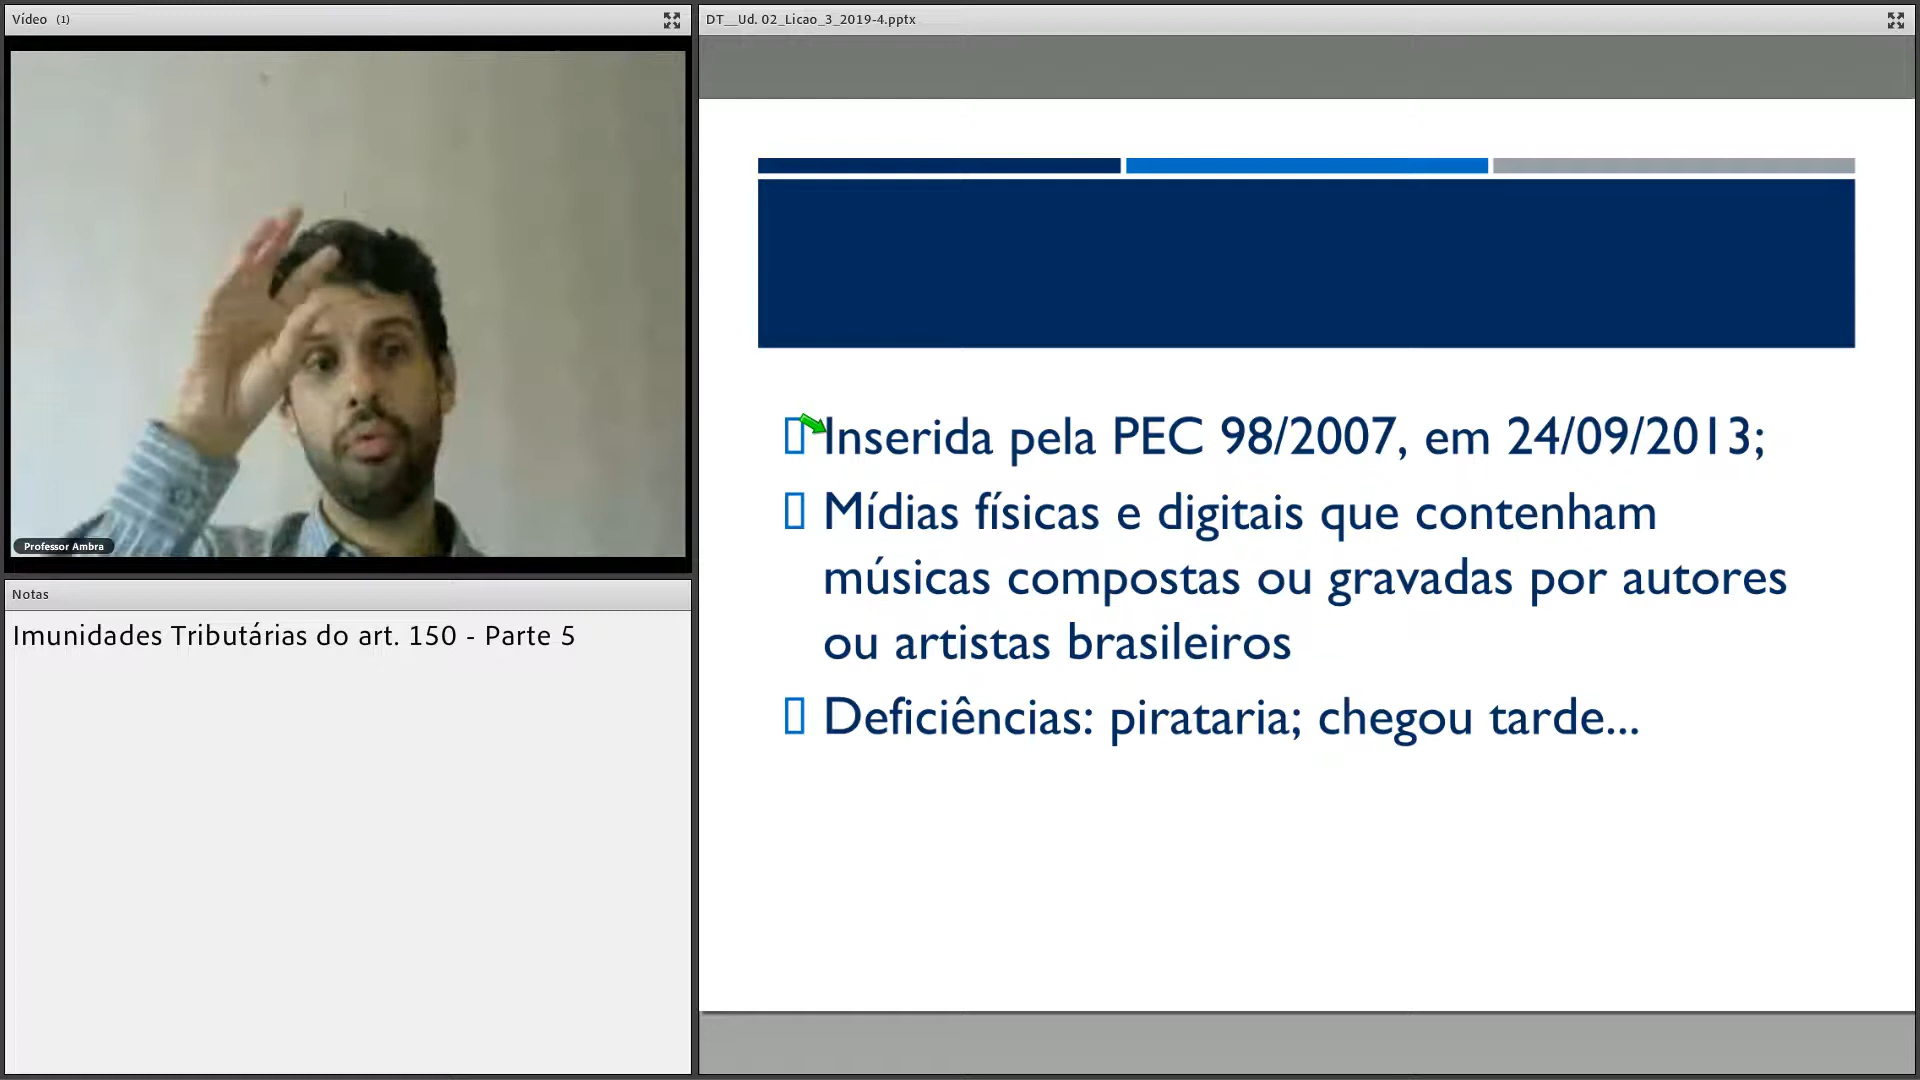 Vídeo (1)
Professor Ambra
Notas
Imunidades Tributárias do art. 150 - Parte 5
DT__Ud. 02_Licao_3_2019-4.pptx
Inserida pela PEC 98/2007, em 24/09/2013;
Mídias físicas e digitais que contenham
músicas compostas ou gravadas por autores
ou artistas brasileiros
Deficiências: pirataria; chegou tarde...